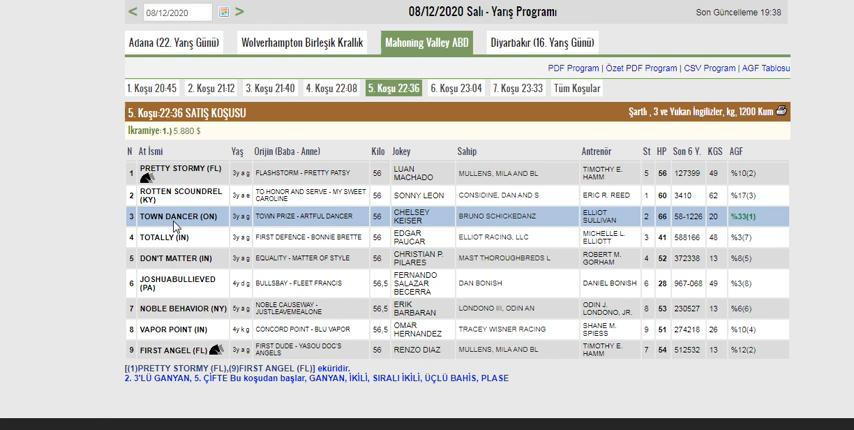 < 08/12/2020 >
08/12/2020 Salı - Yarış Programı
Son Güncelleme 19:38
Adana (22. Yarış Günü) Wolverhampton Birleşik Krallık Mahoning Valley ABD Diyarbakır (16. Yarış Günü)
PDF Program | Özet PDF Program | CSV Program | AGF Tablosu
1. Koşu 20-45 2. Koşu 21-12 3. Koşu 21-40 4. Koşu 22-08 5. Koşu 22-36 6. Koşu 23-04 7. Koşu 23-33 Tüm Koşular
5. Koşu:22-36 SATIŞ KOŞUSU Şartlı , 3 ve Yukarı İngilizler, kg, 1200 Kum
İkramiye: 1.) 5.880 $
N At İsmi Yaş Orijin (Baba - Anne) Kilo Jokey Sahip Antrenör St HP Son 6 Y. KGS AGF
1 PRETTY STORMY (FL) 3y a g FLASHSTORM - PRETTY PATSY 56 LUAN MACHADO MULLENS, MILA AND BL TIMOTHY E. HAMM 5 56 127399 49 %10(2)
2 ROTTEN SCOUNDREL (KY) 3y a e TO HONOR AND SERVE - MY SWEET CAROLINE 56 SONNY LEON CONSIDINE, DAN AND S ERIC R. REED 1 60 3410 62 %17(3)
3 TOWN DANCER (ON) 3y a g TOWN PRIZE - ARTFUL DANCER 56 CHELSEY KEISER BRUNO SCHICKEDANZ ELLIOT SULLIVAN 2 66 58-1226 20 %33(1)
4 TOTALLY (IN) 3y a g FIRST DEFENCE - BONNIE BRETTE 56 EDGAR PAUCAR ELLIOT RACING, LLC MICHELLE L. ELLIOTT 3 41 588166 48 %3(7)
5 DON'T MATTER (IN) 3y a g EQUALITY - MATTER OF STYLE 56 CHRISTIAN P. PILARES MAST THOROUGHBREDS L ROBERT M. GORHAM 4 52 372338 13 %8(5)
6 JOSHUABULLIEVED (PA) 4y d g BULLSBAY - FLEET FRANCIS 56,5 FERNANDO SALAZAR BECERRA DAN BONISH DANIEL BONISH 6 28 967-068 49 %3(8)
7 NOBLE BEHAVIOR (NY) 5y a g NOBLE CAUSEWAY - JUSTLEAVEMEALONE 56,5 ERIK BARBARAN LONDONO III, ODIN AN ODIN J. LONDONO, JR. 8 53 230527 13 %6(6)
8 VAPOR POINT (IN) 4y k g CONCORD POINT - BLU VAPOR 56,5 OMAR HERNANDEZ TRACEY WISNER RACING SHANE M. SPIESS 9 51 274218 26 %10(4)
9 FIRST ANGEL (FL) 3y a g FIRST DUDE - YASOU DOC'S ANGELS 56 RENZO DIAZ MULLENS, MILA AND BL TIMOTHY E. HAMM 7 54 512532 13 %12(2)
[(1)PRETTY STORMY (FL),(9)FIRST ANGEL (FL)] eküridir.
2. 3'LÜ GANYAN, 5. ÇİFTE Bu koşudan başlar, GANYAN, İKİLİ, SIRALI İKİLİ, ÜÇLÜ BAHİS, PLASE